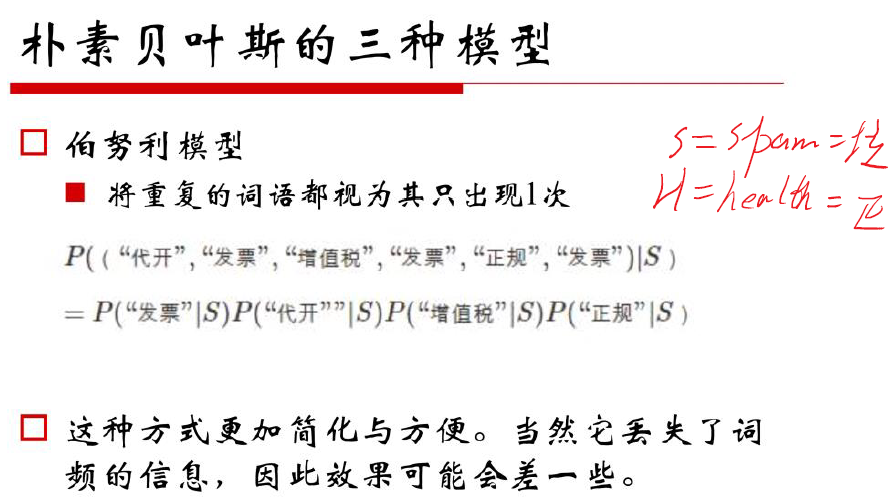 朴素贝叶斯的三种模型
伯努利模型
将重复的词语都视为其只出现1次
S=spam=垃
H=health=正
P((“代开”,“发票”,“增值税”,“发票”,“正规”,“发票”)|S)
=P(“发票”|S)P(“代开””|S)P(“增值税”|S)P(“正规”|S)
这种方式更加简化与方便。当然它丢失了词
频的信息，因此效果可能会差一些。